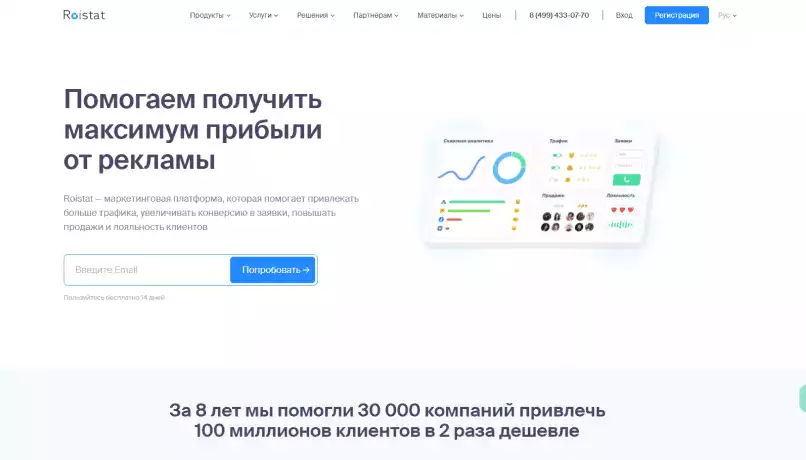 Roistat
Продукты Услуги Решения Партнёрам Материалы Цены 8 (499) 433-07-70 Вход Регистрация Рус
Помогаем получить
максимум прибыли
от рекламы
Roistat — маркетинговая платформа, которая помогает привлекать
больше трафика, увеличивать конверсию в заявки, повышать
продажи и лояльность клиентов
Введите Email
Попробовать →
Пользуйтесь бесплатно 14 дней
Сквозная аналитика
Трафик
Заявки
Продажи
Лояльность
За 8 лет мы помогли 30 000 компаний привлечь
100 миллионов клиентов в 2 раза дешевле